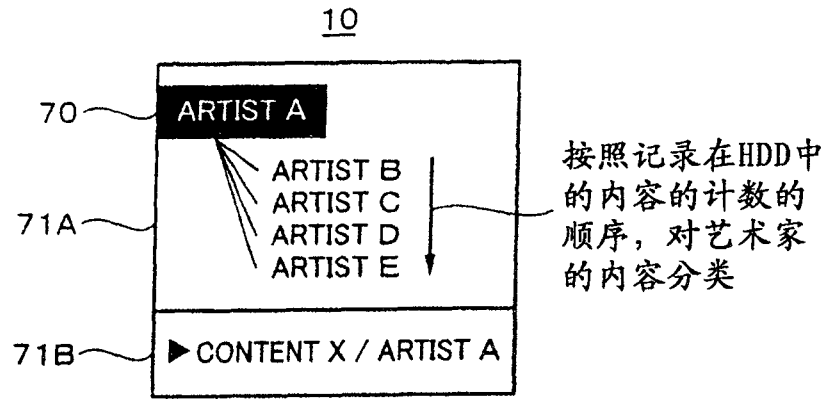 10
70
ARTIST A
ARTIST B
ARTIST C
ARTIST D
ARTIST E
71A
按照记录在HDD中
的内容的计数的
顺序，对艺术家
的内容分类
71B
▶CONTENT X / ARTIST A